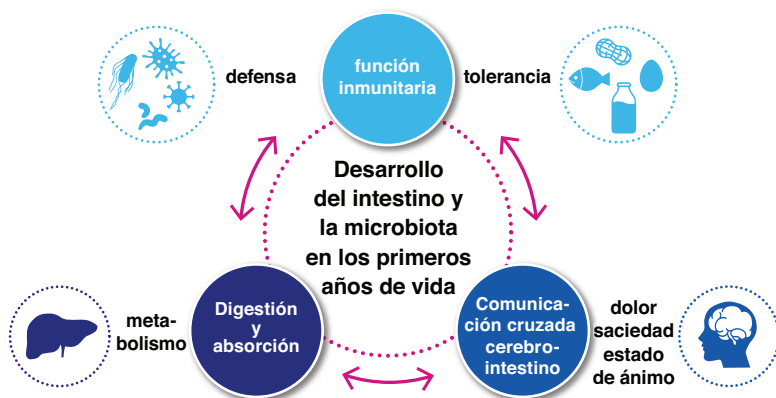 defensa
función
inmunitaria
tolerancia
Desarrollo
del intestino y
la microbiota
en los primeros
años de vida
meta-
bolismo
Digestión
y
absorción
Comunica-
ción cruzada
cerebro-
intestino
dolor
saciedad
estado
de ánimo